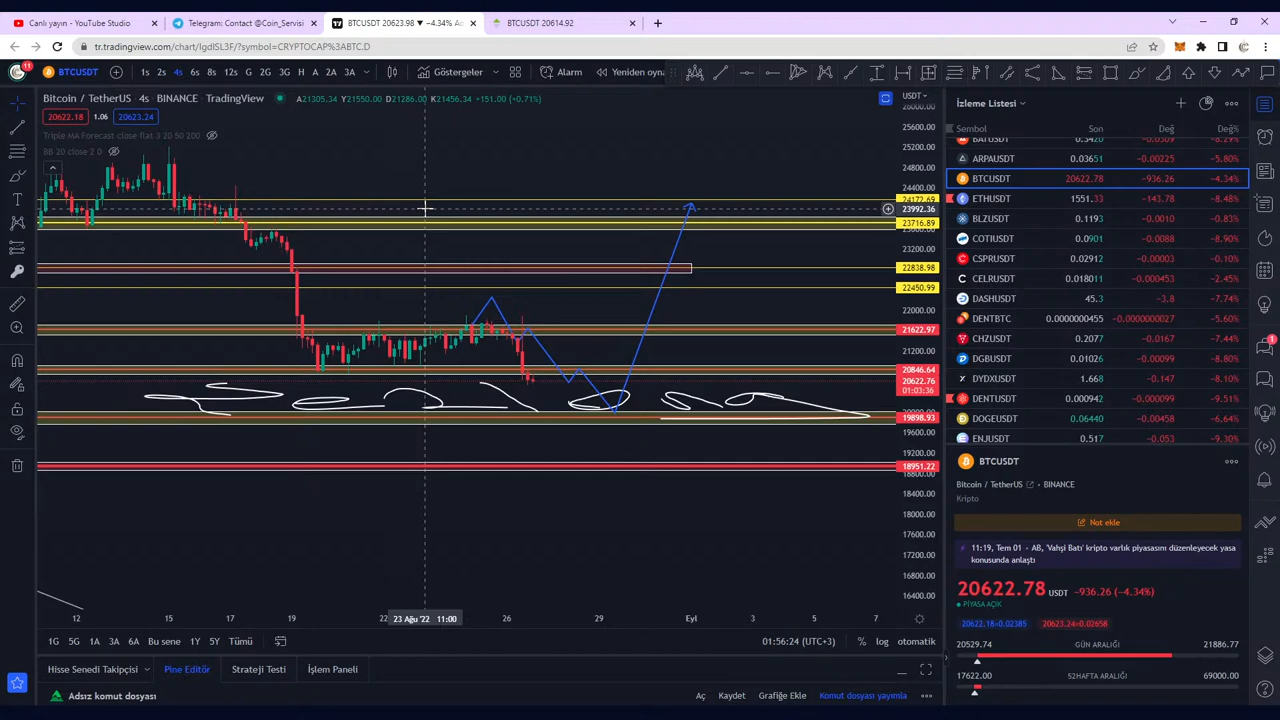 Canlı yayın - YouTube Studio
Telegram: Contact @Coin_Servisi
BTCUSDT 20623.98 ▼ −4.34% Ad
BTCUSDT 20614.92
tr.tradingview.com/chart/IgdISL3F/?symbol=CRYPTOCAP%3ABTC.D
11
BTCUSDT
1s 2s 4s 6s 8s 12s G 2G 3G H A 2A 3A
Göstergeler
Alarm
Yeniden oyna
Bitcoin / TetherUS 4s BINANCE TradingView
A21305.34 Y21550.00 D21286.00 K21456.34 +151.00 (+0.71%)
20622.18 1.06 20623.24
Triple MA Forecast close flat 3 20 50 200
BB 20 close 2 0
USDT
26000.00
25600.00
25200.00
24800.00
24400.00
24172.69
23992.36
23716.89
23200.00
22838.98
22450.99
22000.00
21622.97
21200.00
20846.64
20622.76
01:03:36
19898.93
19600.00
19200.00
18951.22
18400.00
18000.00
17600.00
17200.00
16800.00
16400.00
12 15 17 19 22 23 Ağu '22 11:00 26 29 Eyl 3 5 7
1G 5G 1A 3A 6A Bu sene 1Y 5Y Tümü
01:56:24 (UTC+3) % log otomatik
Hisse Senedi Takipçisi
Pine Editör
Strateji Testi
İşlem Paneli
Adsız komut dosyası
Aç Kaydet Grafiğe Ekle Komut dosyası yayımla
İzleme Listesi
Sembol Son Değ Değ%
BATUSDT 0.3420 −0.0309 −8.29%
ARPAUSDT 0.03651 −0.00225 −5.80%
BTCUSDT 20622.78 −936.26 −4.34%
ETHUSDT 1551.33 −143.78 −8.48%
BLZUSDT 0.1193 −0.0010 −0.83%
COTIUSDT 0.0901 −0.0088 −8.90%
CSPRUSDT 0.02912 −0.00003 −0.10%
CELRUSDT 0.018011 −0.000453 −2.45%
DASHUSDT 45.3 −3.8 −7.74%
DENTBTC 0.0000000455 −0.0000000027 −5.60%
CHZUSDT 0.2077 −0.0167 −7.44%
DGBUSDT 0.01026 −0.00099 −8.80%
DYDXUSDT 1.668 −0.147 −8.10%
DENTUSDT 0.000942 −0.000099 −9.51%
DOGEUSDT 0.06440 −0.00458 −6.64%
ENJUSDT 0.517 −0.053 −9.30%
BTCUSDT
Bitcoin / TetherUS • BINANCE
Kripto
Not ekle
11:19, Tem 01 • AB, 'Vahşi Batı' kripto varlık piyasasını düzenleyecek yasa
konusunda anlaştı
20622.78 USDT −936.26 (−4.34%)
PİYASA AÇIK
20622.18×0.02385 20623.24×0.02658
20529.74 GÜN ARALIĞI 21886.77
17622.00 52HAFTA ARALIĞI 69000.00
1